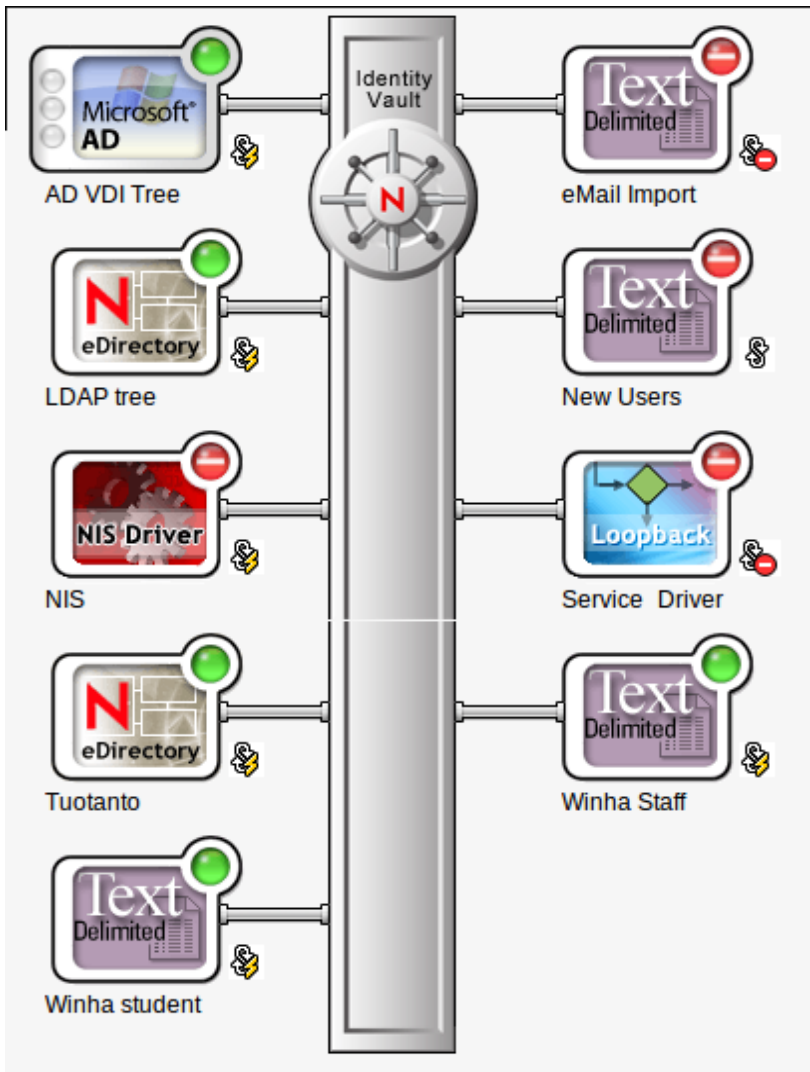 Identity
Vault
Microsoft®
AD
AD VDI Tree
Text
Delimited
eMail Import
N
N
eDirectory
LDAP tree
Text
Delimited
New Users
NIS Driver
NIS
Loopback
Service Driver
N
eDirectory
Tuotanto
Text
Delimited
Winha Staff
Text
Delimited
Winha student